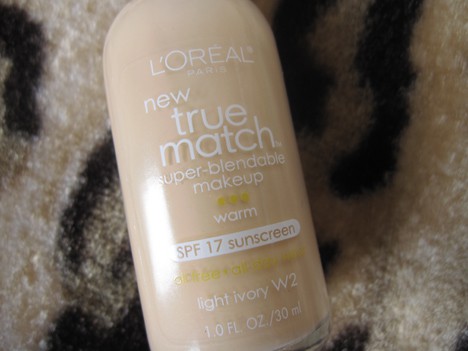 L'ORÉAL
PARIS
new
true
match™
super-blendable
makeup
warm
SPF 17 sunscreen
light ivory W2
1.0 FL. OZ./30 ml